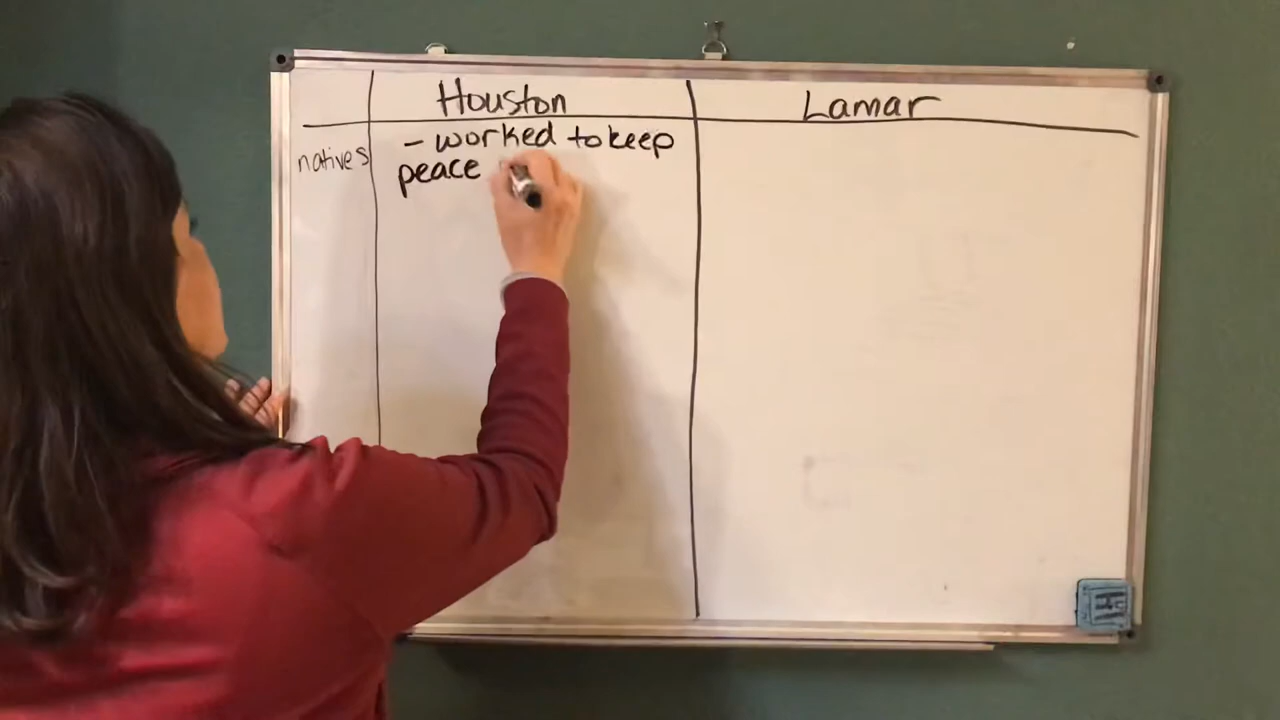 Houston
Lamar
natives
- worked to keep
peace